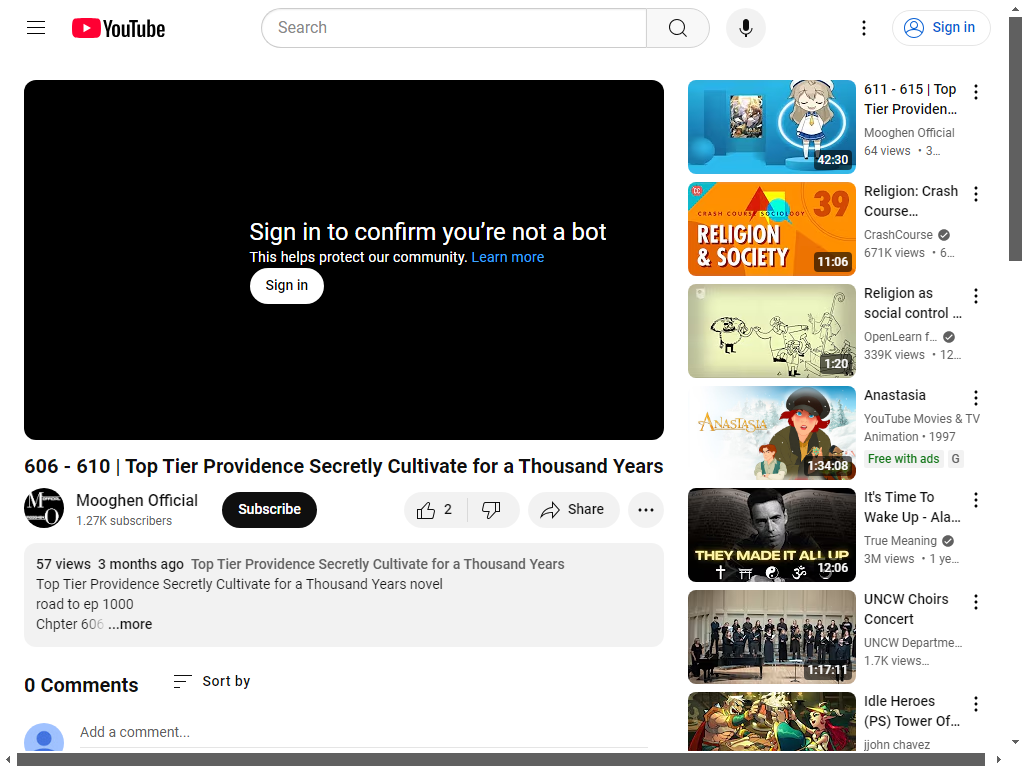 YouTube
Search
Sign in
Sign in to confirm you’re not a bot
This helps protect our community. Learn more
Sign in
606 - 610 | Top Tier Providence Secretly Cultivate for a Thousand Years
Mooghen Official
1.27K subscribers
Subscribe
2
Share
57 views 3 months ago Top Tier Providence Secretly Cultivate for a Thousand Years
Top Tier Providence Secretly Cultivate for a Thousand Years novel
road to ep 1000
Chpter 606 ...more
0 Comments
Sort by
Add a comment...
42:30
611 - 615 | Top
Tier Providen...
Mooghen Official
64 views • 3...
CRASH COURSE SOCIOLOGY
39
RELIGION
& SOCIETY
11:06
Religion: Crash
Course...
CrashCourse
671K views • 6...
1:20
Religion as
social control ...
OpenLearn f...
339K views • 12...
ANASTASIA
1:34:08
Anastasia
YouTube Movies & TV
Animation • 1997
Free with ads
G
THEY MADE IT ALL UP
12:06
It's Time To
Wake Up - Ala...
True Meaning
3M views • 1 ye...
1:17:11
UNCW Choirs
Concert
UNCW Departme...
1.7K views...
Idle Heroes
(PS) Tower Of...
jjohn chavez